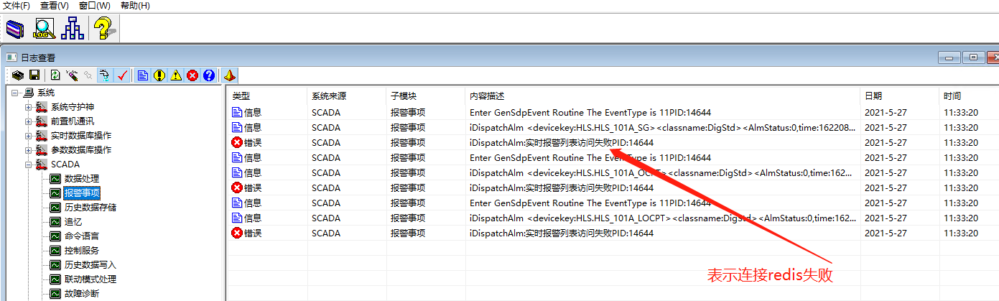 文件(F) 查看(V) 窗口(W) 帮助(H)
LOG
日志查看
系统
系统守护神
前置机通讯
实时数据库操作
参数数据库操作
SCADA
数据处理
报警事项
历史数据存储
追忆
命令语言
控制服务
历史数据写入
联动模式处理
故障诊断
类型 系统来源 子模块 内容描述 日期 时间
信息 SCADA 报警事项 Enter GenSdpEvent Routine The EventType is 11PID:14644 2021-5-27 11:33:20
信息 SCADA 报警事项 iDispatchAlm <devicekey:HLS.HLS_101A_SG><classname:DigStd><AlmStatus:0,time:162208... 2021-5-27 11:33:20
错误 SCADA 报警事项 iDispatchAlm:实时报警列表访问失败PID:14644 2021-5-27 11:33:20
信息 SCADA 报警事项 Enter GenSdpEvent Routine The EventType is 11PID:14644 2021-5-27 11:33:20
信息 SCADA 报警事项 iDispatchAlm <devicekey:HLS.HLS_101A_OCPT><classname:DigStd><AlmStatus:0,time:162... 2021-5-27 11:33:20
错误 SCADA 报警事项 iDispatchAlm:实时报警列表访问失败PID:14644 2021-5-27 11:33:20
信息 SCADA 报警事项 Enter GenSdpEvent Routine The EventType is 11PID:14644 2021-5-27 11:33:20
信息 SCADA 报警事项 iDispatchAlm <devicekey:HLS.HLS_101A_LOCPT><classname:DigStd><AlmStatus:0,time:16... 2021-5-27 11:33:20
错误 SCADA 报警事项 iDispatchAlm:实时报警列表访问失败PID:14644 2021-5-27 11:33:20
表示连接redis失败